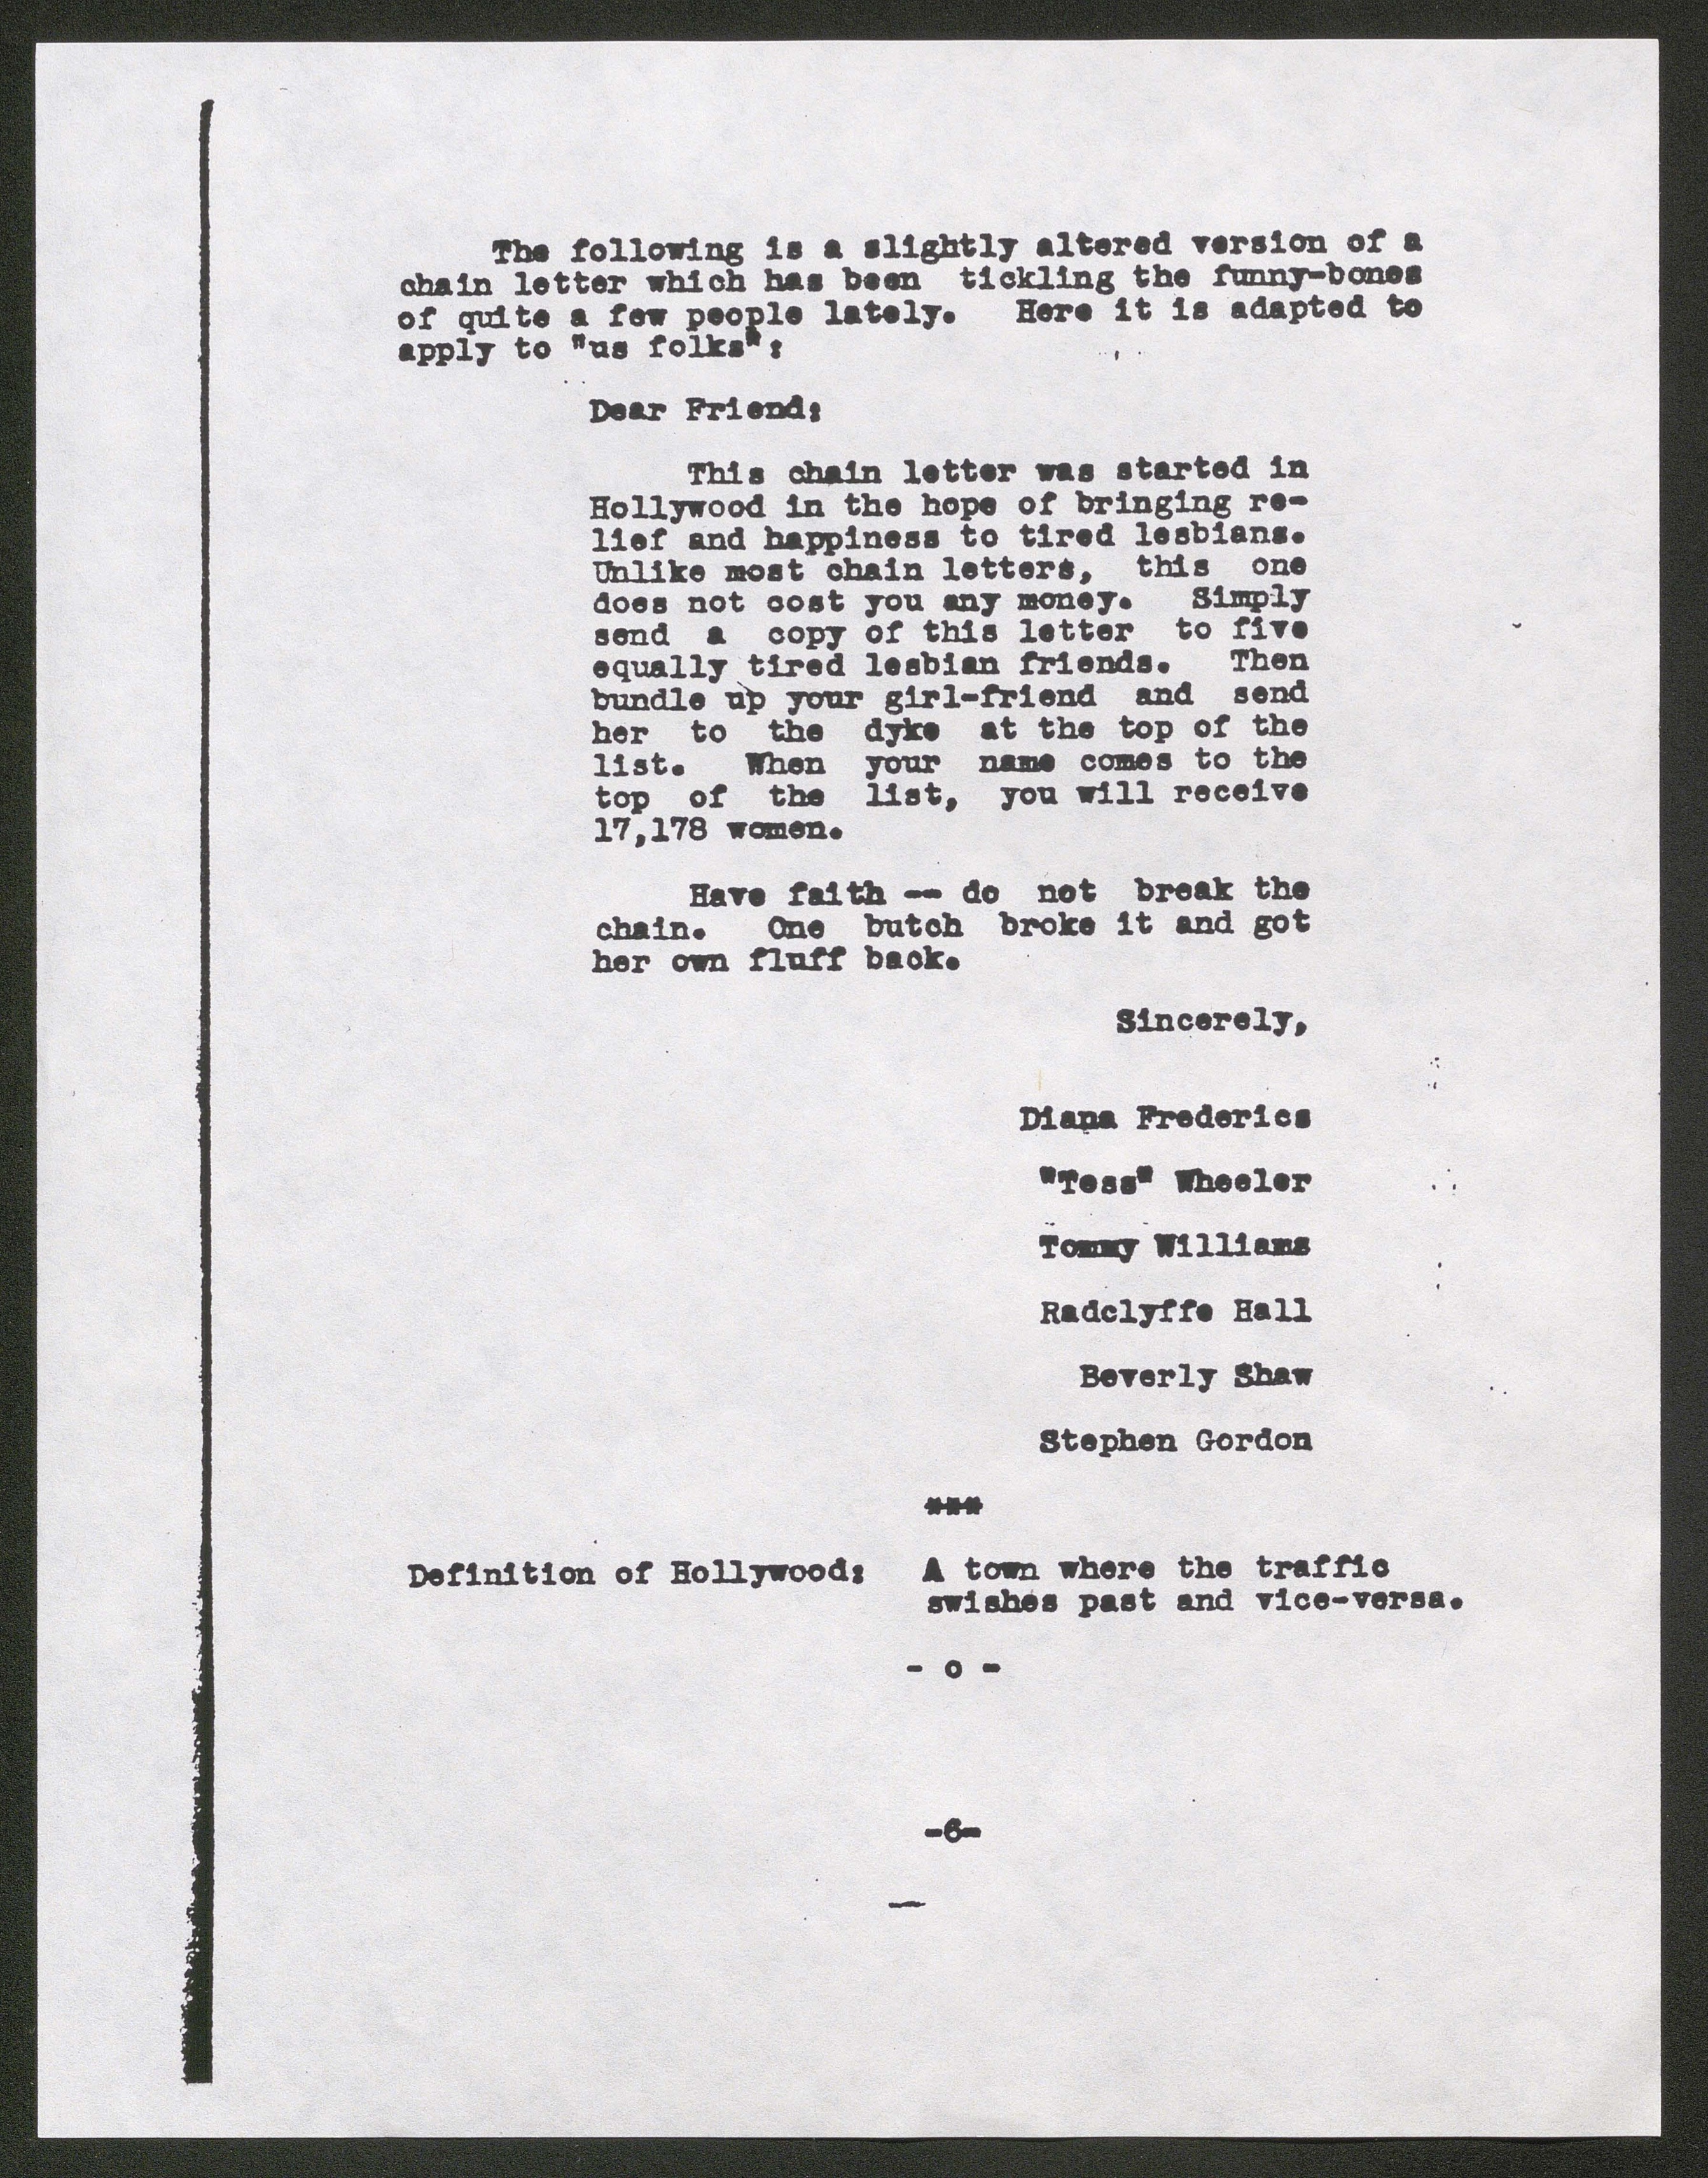 The following is a slightly altered version of a
chain letter which has been tickling the funny-bones
of quite a few people lately. Here it is adapted to
apply to "us folks":
Dear Friend:
This chain letter was started in
Hollywood in the hope of bringing re-
lief and happiness to tired lesbians.
Unlike most chain letters, this one
does not cost you any money. Simply
send a copy of this letter to five
equally tired lesbian friends. Then
bundle up your girl-friend and send
her to the dyke at the top of the
list. When your name comes to the
top of the list, you will receive
17,178 women.
Have faith -- do not break the
chain. One butch broke it and got
her own fluff back.
Sincerely,
Diana Frederics
"Tess" Wheeler
Tommy Williams
Radclyffe Hall
Beverly Shaw
Stephen Gordon
***
Definition of Hollywood: A town where the traffic
swishes past and vice-versa.
- o -
-6-